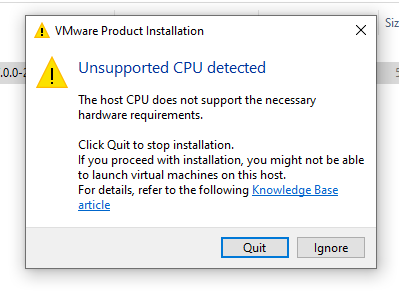 Siz
VMware Product Installation
Unsupported CPU detected
.0.0-2
The host CPU does not support the necessary
hardware requirements.
Click Quit to stop installation.
If you proceed with installation, you might not be able
to launch virtual machines on this host.
For details, refer to the following Knowledge Base
article
Quit
Ignore